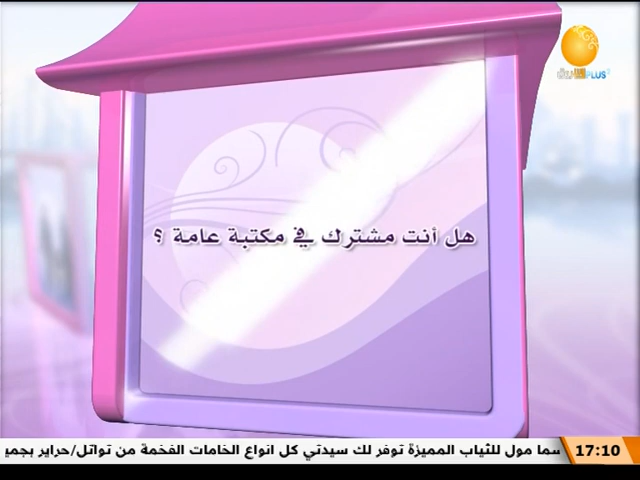 PLUS
هل أنت مشترك في مكتبة عامة ؟
سما مول للثياب المميزة توفر لك سيدتي كل انواع الخامات الفخمة من تواتل/حراير بجمي
17:10